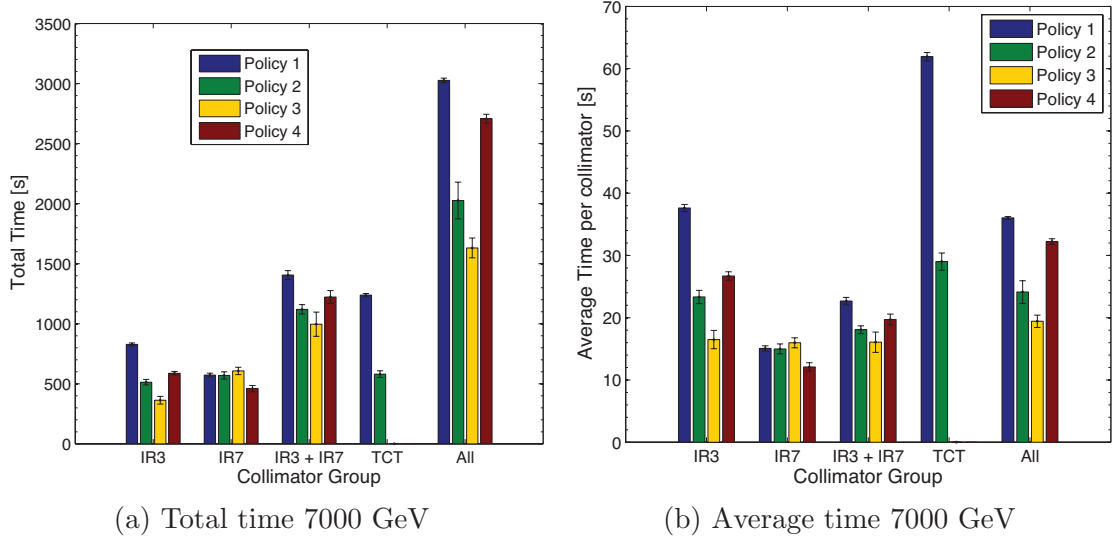 3500
3000
2500
2000
1500
1000
500
0
Total Time [s]
Policy 1
Policy 2
Policy 3
Policy 4
IR3 IR7 IR3 + IR7 TCT All
Collimator Group
(a) Total time 7000 GeV
70
60
50
40
30
20
10
0
Average Time per collimator [s]
Policy 1
Policy 2
Policy 3
Policy 4
IR3 IR7 IR3 + IR7 TCT All
Collimator Group
(b) Average time 7000 GeV